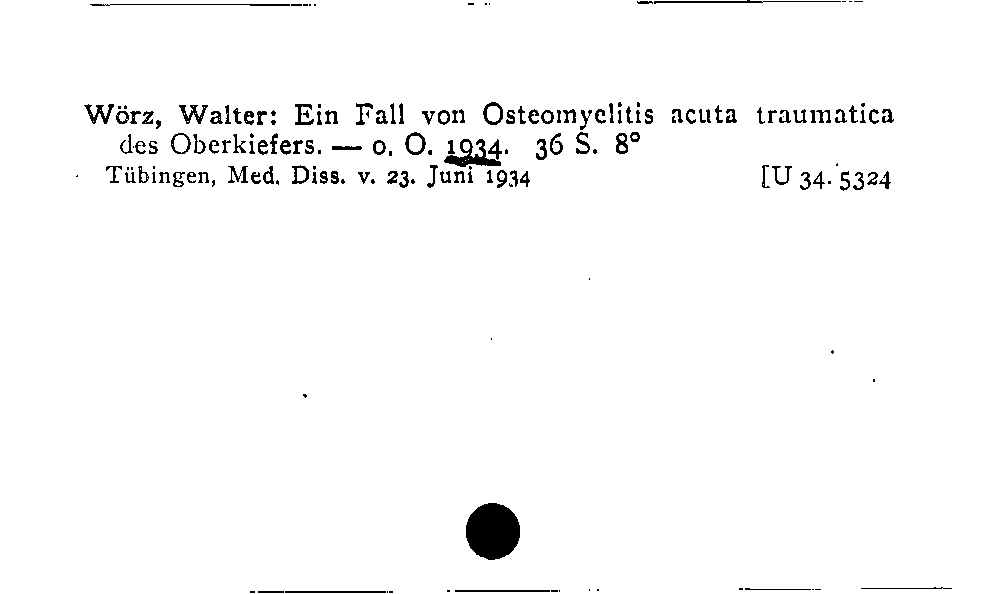 Wörz, Walter: Ein Fall von Osteomyelitis acuta traumatica
des Oberkiefers. — o. O. 1934. 36 S. 8°
Tübingen, Med. Diss. v. 23. Juni 1934 [U 34. 5324